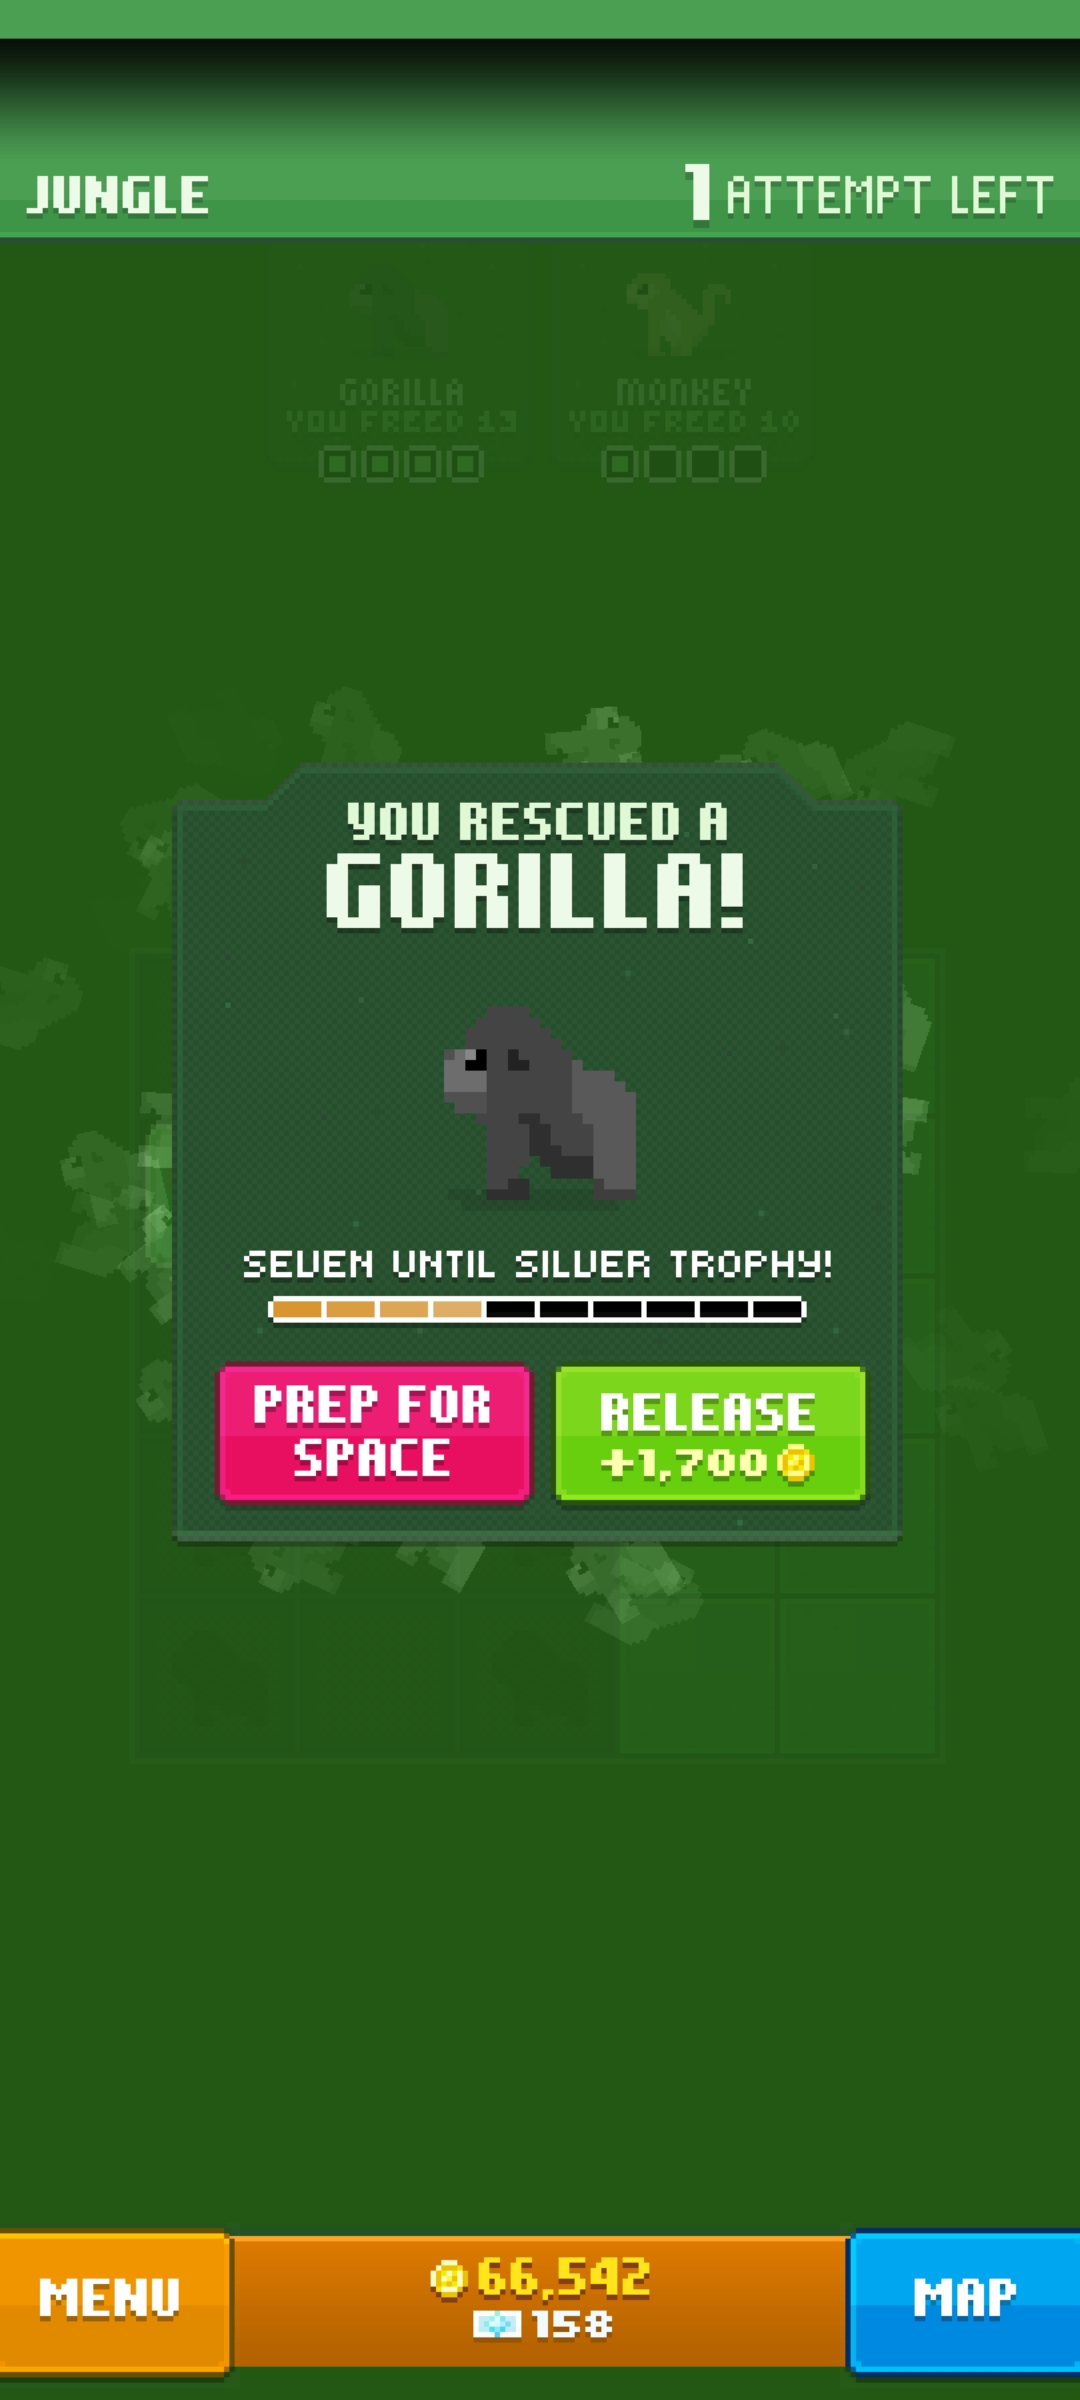 JUNGLE
1 ATTEMPT LEFT
GORILLA
YOU FREED 13
MONKEY
YOU FREED 10
YOU RESCUED A
GORILLA!
SEVEN UNTIL SILVER TROPHY!
PREP FOR
SPACE
RELEASE
+1,700
MENU
66,542
158
MAP